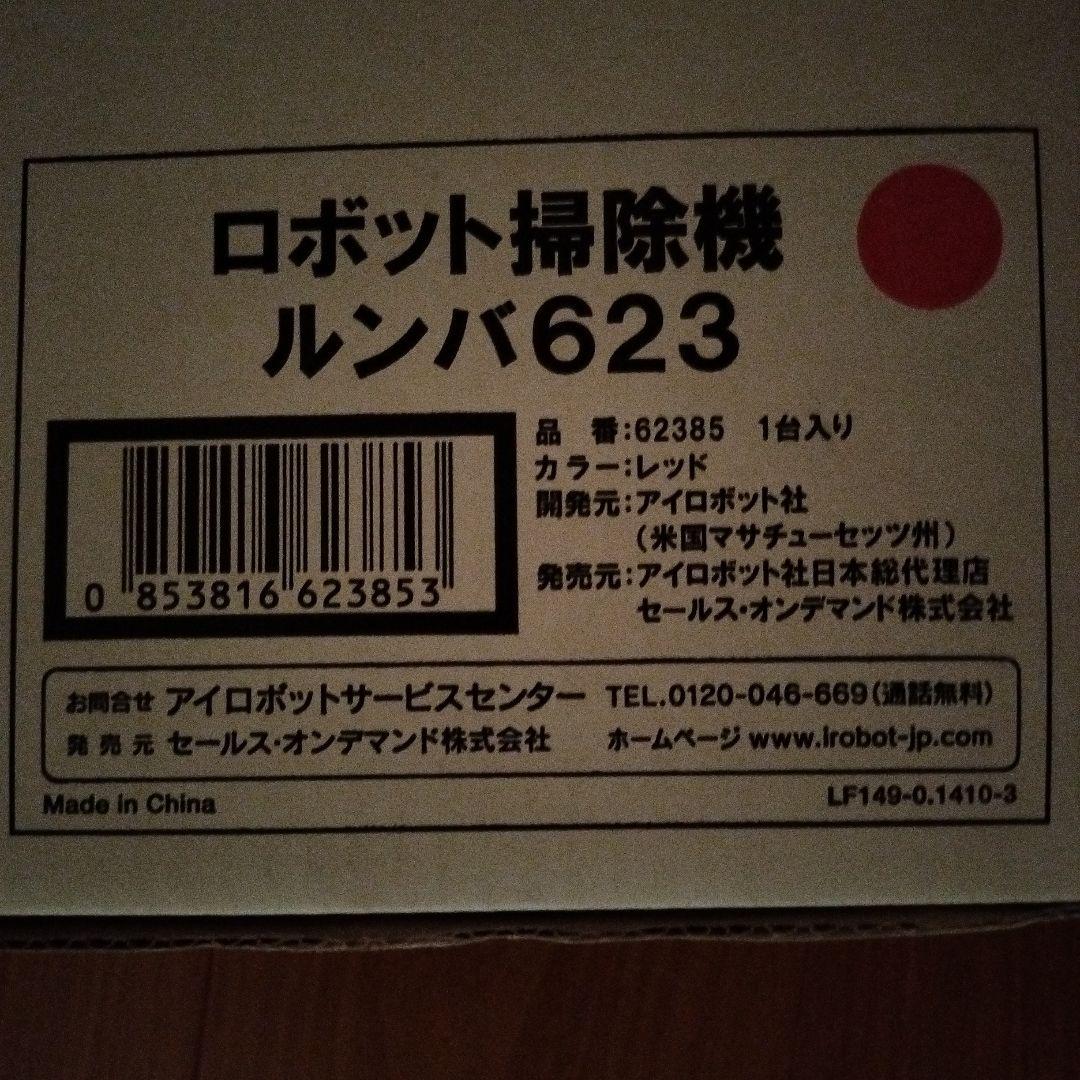 ロボット掃除機
ルンバ623
品 番:62385 1台入り
カラー:レッド
開発元:アイロボット社
(米国マサチューセッツ州)
発売元:アイロボット社日本総代理店
セールス・オンデマンド株式会社
0 853816 623853
お問合せ アイロボットサービスセンター TEL.0120-046-669(通話無料)
発売元 セールス・オンデマンド株式会社 ホームページ www.irobot-jp.com
Made in China
LF149-0.1410-3